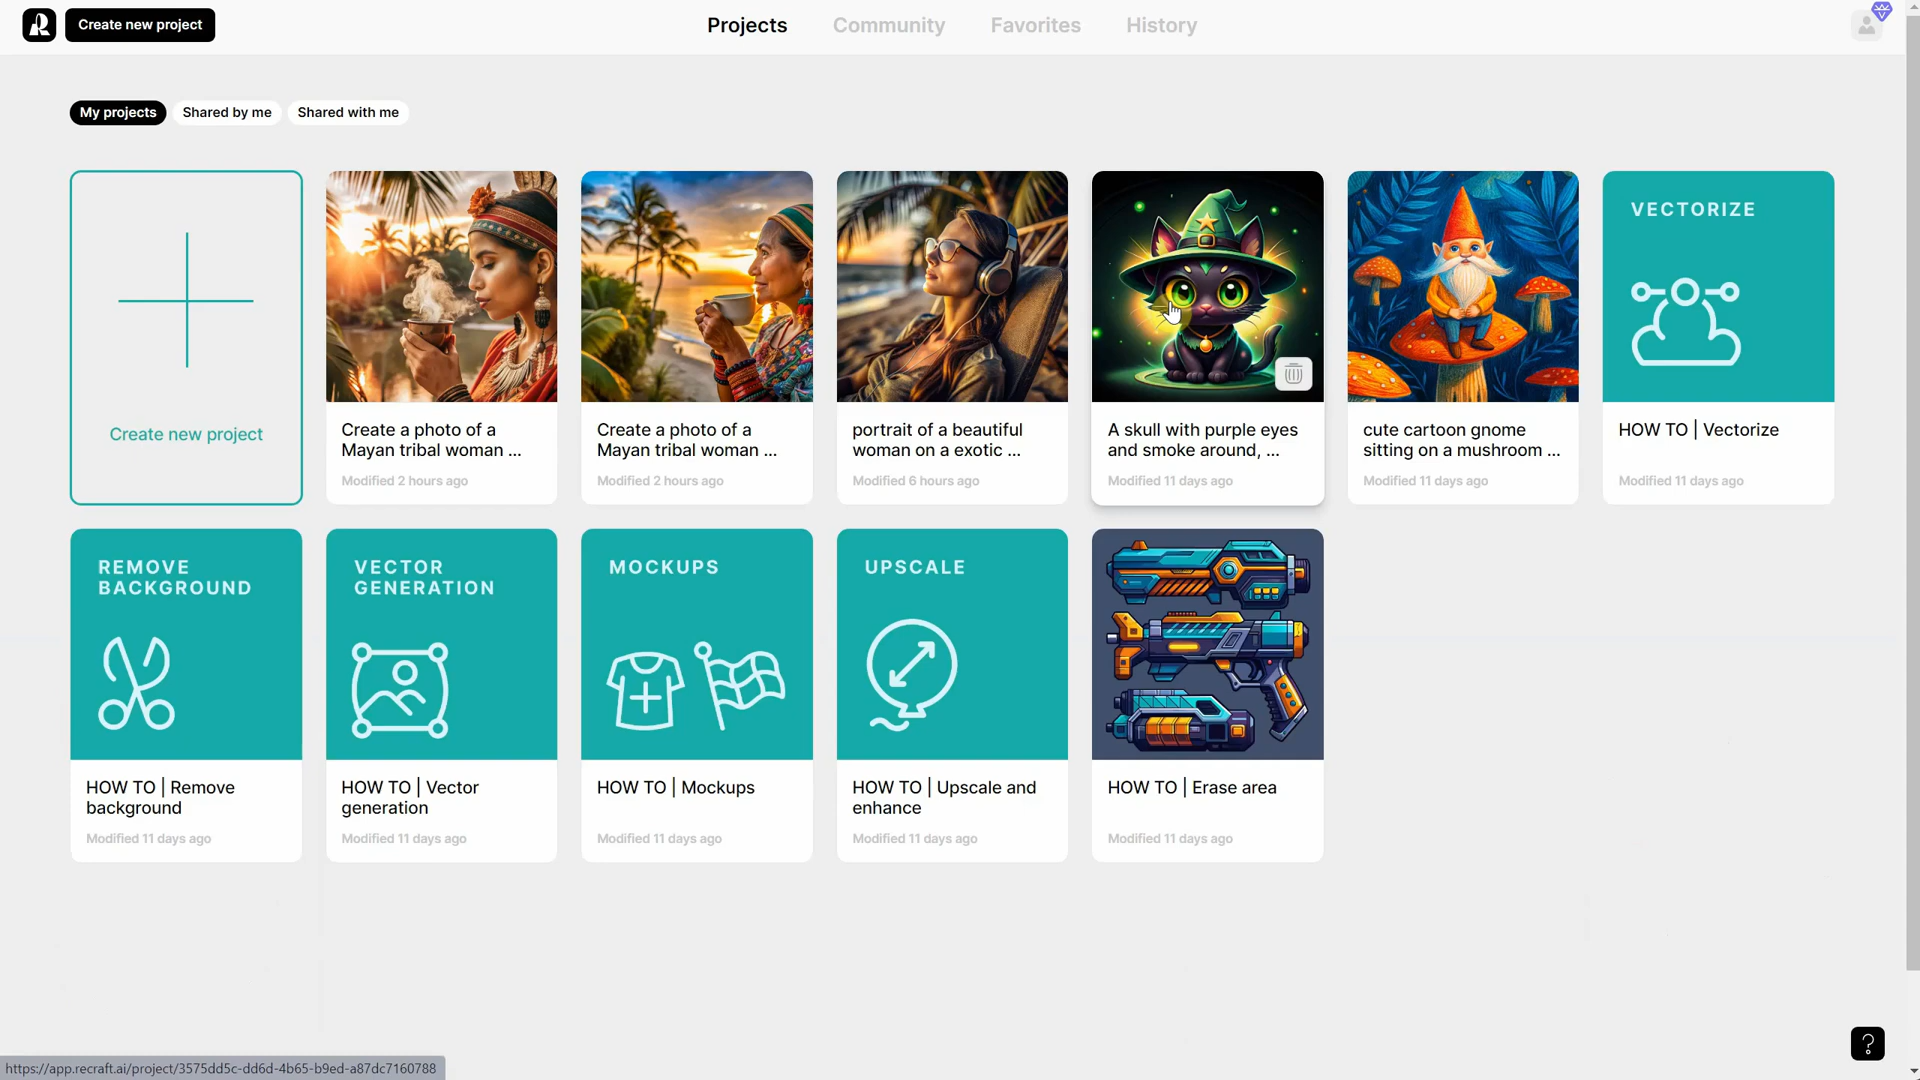 Create new project
Projects
Community
Favorites
History
My projects
Shared by me
Shared with me
Create new project
Create a photo of a
Mayan tribal woman ...
Modified 2 hours ago
Create a photo of a
Mayan tribal woman ...
Modified 2 hours ago
portrait of a beautiful
woman on a exotic ...
Modified 6 hours ago
A skull with purple eyes
and smoke around, ...
Modified 11 days ago
cute cartoon gnome
sitting on a mushroom ...
Modified 11 days ago
VECTORIZE
HOW TO | Vectorize
Modified 11 days ago
REMOVE
BACKGROUND
HOW TO | Remove
background
Modified 11 days ago
VECTOR
GENERATION
HOW TO | Vector
generation
Modified 11 days ago
MOCKUPS
HOW TO | Mockups
Modified 11 days ago
UPSCALE
HOW TO | Upscale and
enhance
Modified 11 days ago
HOW TO | Erase area
Modified 11 days ago
?
https://app.recraft.ai/project/3575dd5c-dd6d-4b65-b9ed-a87dc7160788